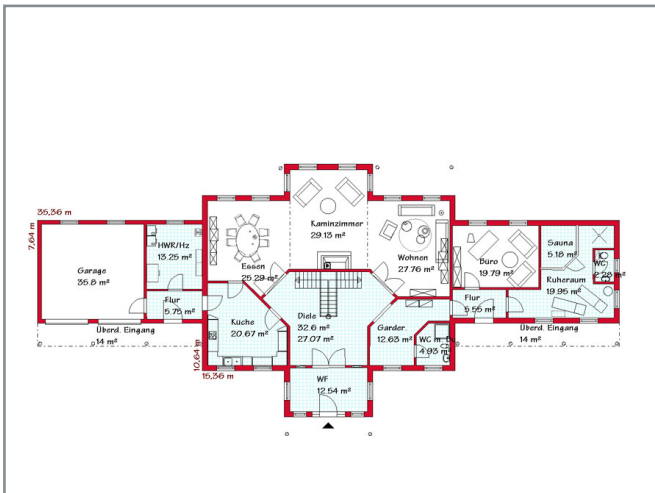 35,36 m
7,64 m
Garage
35.8 m²
HWR/Hz
13.25 m²
Flur
5.75 m²
Überd. Eingang
14 m²
Essen
25.29 m²
Kaminzimmer
29.13 m²
Wohnen
27.76 m²
Büro
19.79 m²
Sauna
5.18 m²
WC
2.28 m²
Ruheraum
19.95 m²
Flur
5.55 m²
Überd. Eingang
14 m²
Küche
20.67 m²
Diele
32.6 m²
27.07 m²
Garder
12.63 m²
WC m. Du
4.93 m²
10,64 m
15,36 m
WF
12.54 m²